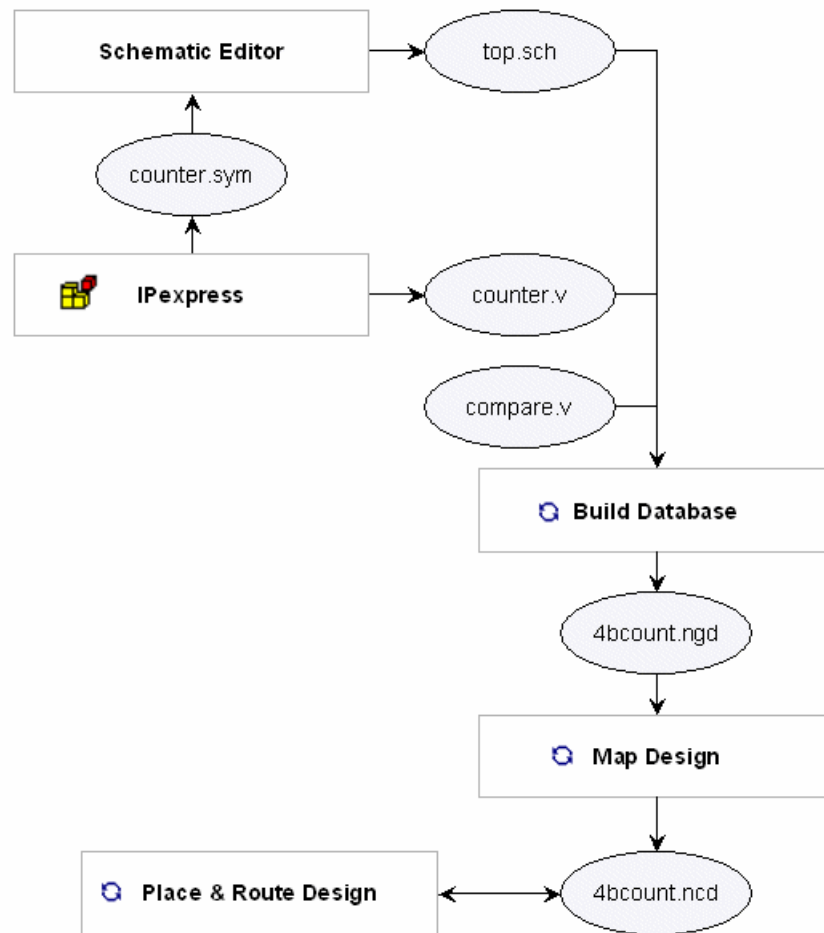 Schematic Editor
top.sch
counter.sym
IPexpress
counter.v
compare.v
Build Database
4bcount.ngd
Map Design
Place & Route Design
4bcount.ncd